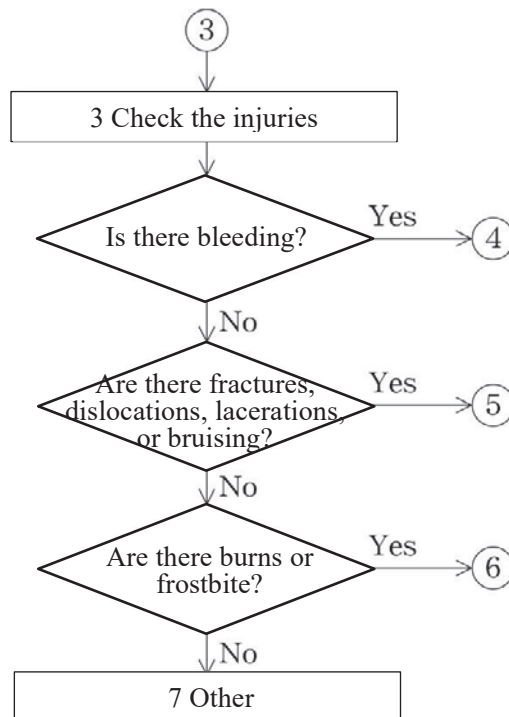 3
3 Check the injuries
Is there bleeding?
Yes
4
No
Are there fractures,
dislocations, lacerations,
or bruising?
Yes
5
No
Are there burns or
frostbite?
Yes
6
No
7 Other